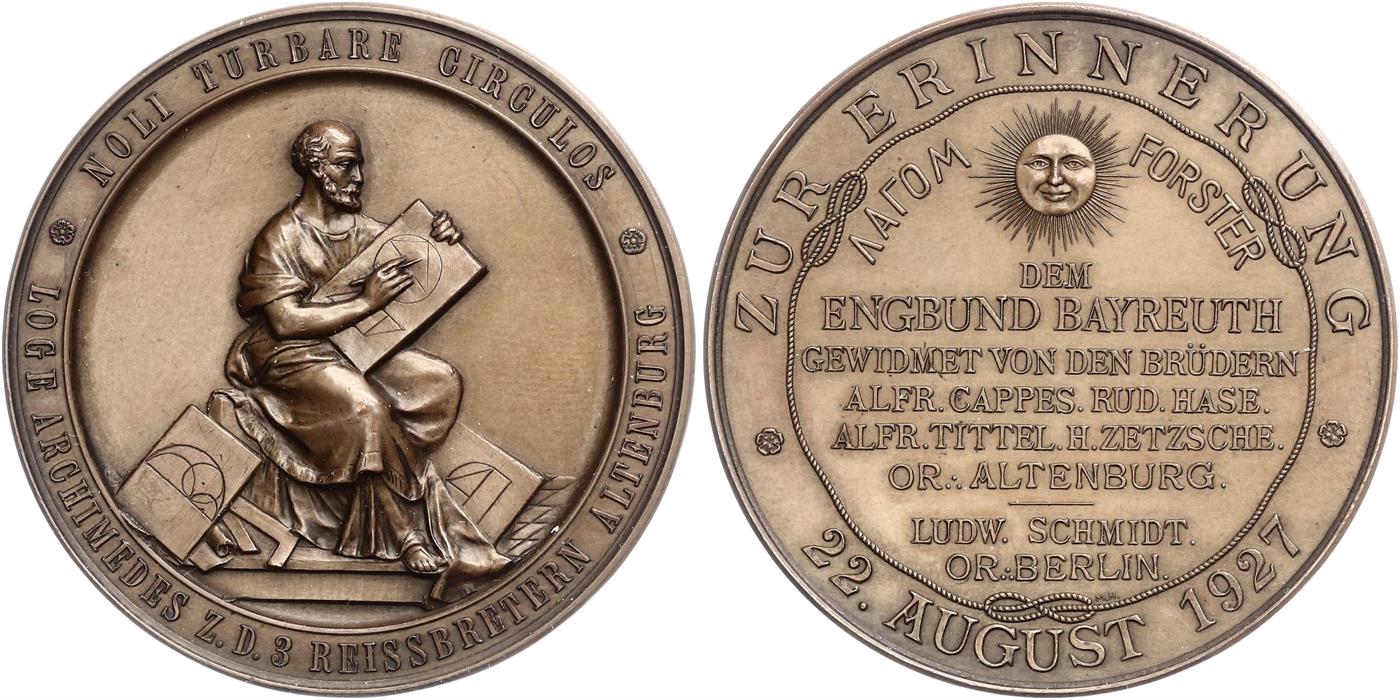 NOLI TURBARE CIRCULOS
LOGE ARCHIMEDES Z. D. 3 REISSBRETERN ALTENBURG
ZUR ERINNERUNG
ΛΑΓΟΜ FORSTER
DEM
ENGBUND BAYREUTH
GEWIDMET VON DEN BRÜDERN
ALFR. CAPPES. RUD. HASE.
ALFR. TITTEL. H. ZETZSCHE.
OR∴ ALTENBURG.
LUDW. SCHMIDT.
OR∴ BERLIN.
M.H.
22. AUGUST 1927